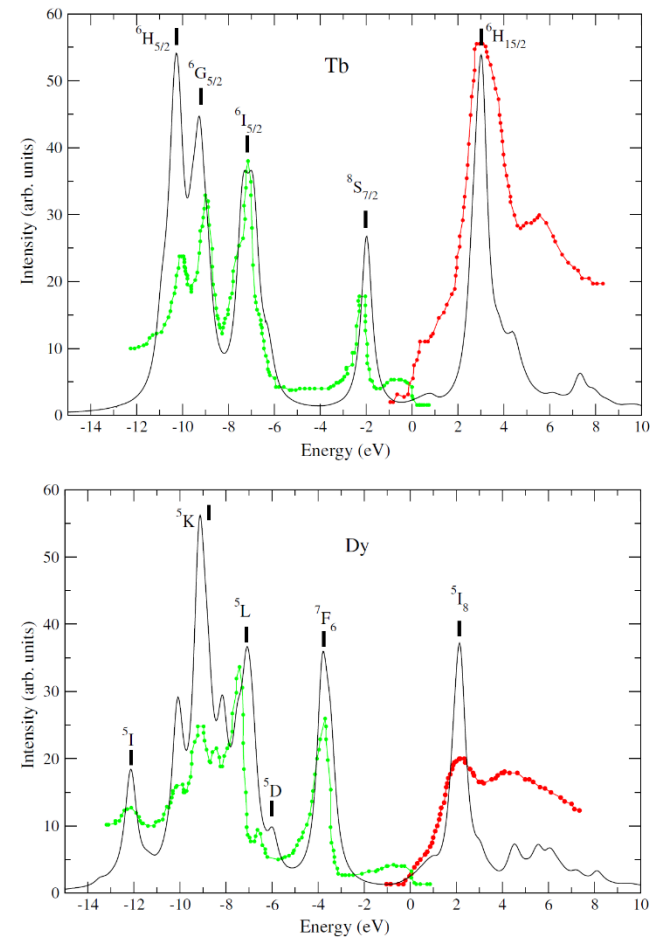 60
50
40
30
20
10
0
Intensity (arb. units)
Tb
⁶H₅/₂
⁶G₅/₂
⁶I₅/₂
⁸S₇/₂
⁶H₁₅/₂
-14 -12 -10 -8 -6 -4 -2 0 2 4 6 8 10
Energy (eV)
60
50
40
30
20
10
0
Intensity (arb. units)
Dy
⁵I
⁵K
⁵L
⁵D
⁷F₆
⁵I₈
-14 -12 -10 -8 -6 -4 -2 0 2 4 6 8 10
Energy (eV)